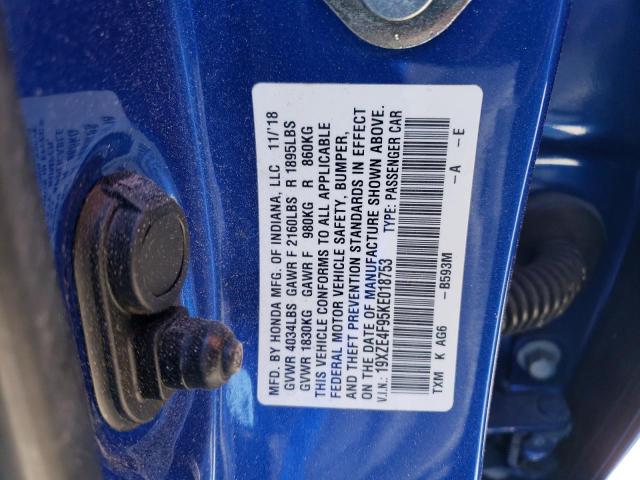 MFD. BY HONDA MFG. OF INDIANA, LLC 11/'18
GVWR 4034LBS GAWR F 2160LBS R 1895LBS
GVWR 1830KG GAWR F 980KG R 860KG
THIS VEHICLE CONFORMS TO ALL APPLICABLE
FEDERAL MOTOR VEHICLE SAFETY, BUMPER,
AND THEFT PREVENTION STANDARDS IN EFFECT
ON THE DATE OF MANUFACTURE SHOWN ABOVE.
V.I.N.: 19XZE4F95KE018753 TYPE: PASSENGER CAR
TXM K AG6 –B593M –A –E